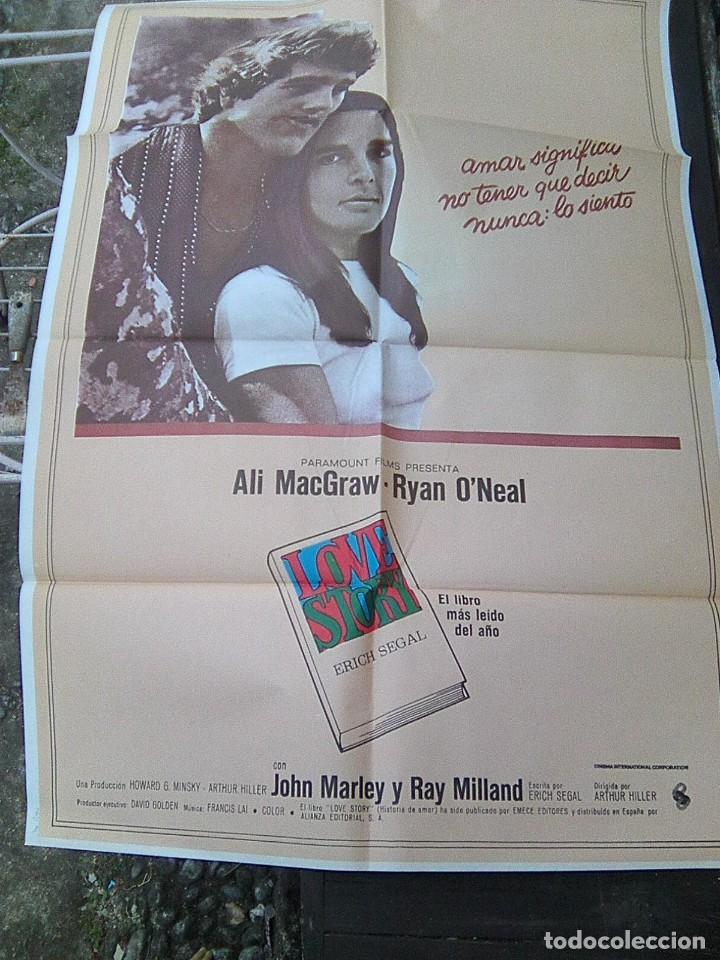 amar significa
no tener que decir
nunca: lo siento
PARAMOUNT FILMS PRESENTA
Ali MacGraw · Ryan O'Neal
LOVE
STORY
ERICH SEGAL
El libro
más leído
del año
CINEMA INTERNATIONAL CORPORATION
con
Una Producción HOWARD G. MINSKY - ARTHUR HILLER John Marley y Ray Milland Escrita por ERICH SEGAL Dirigida por ARTHUR HILLER
Productor ejecutivo: DAVID GOLDEN Música: FRANCIS LAI • COLOR • El libro "LOVE STORY" (Historia de amor) ha sido publicado por EMECE EDITORES y distribuído en España por
ALIANZA EDITORIAL, S. A.
todocoleccion